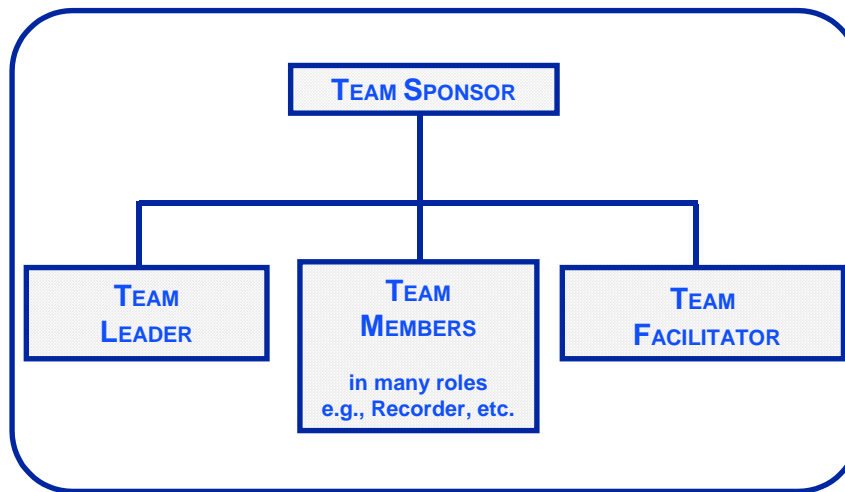 TEAM SPONSOR
TEAM
LEADER
TEAM
MEMBERS
in many roles
e.g., Recorder, etc.
TEAM
FACILITATOR